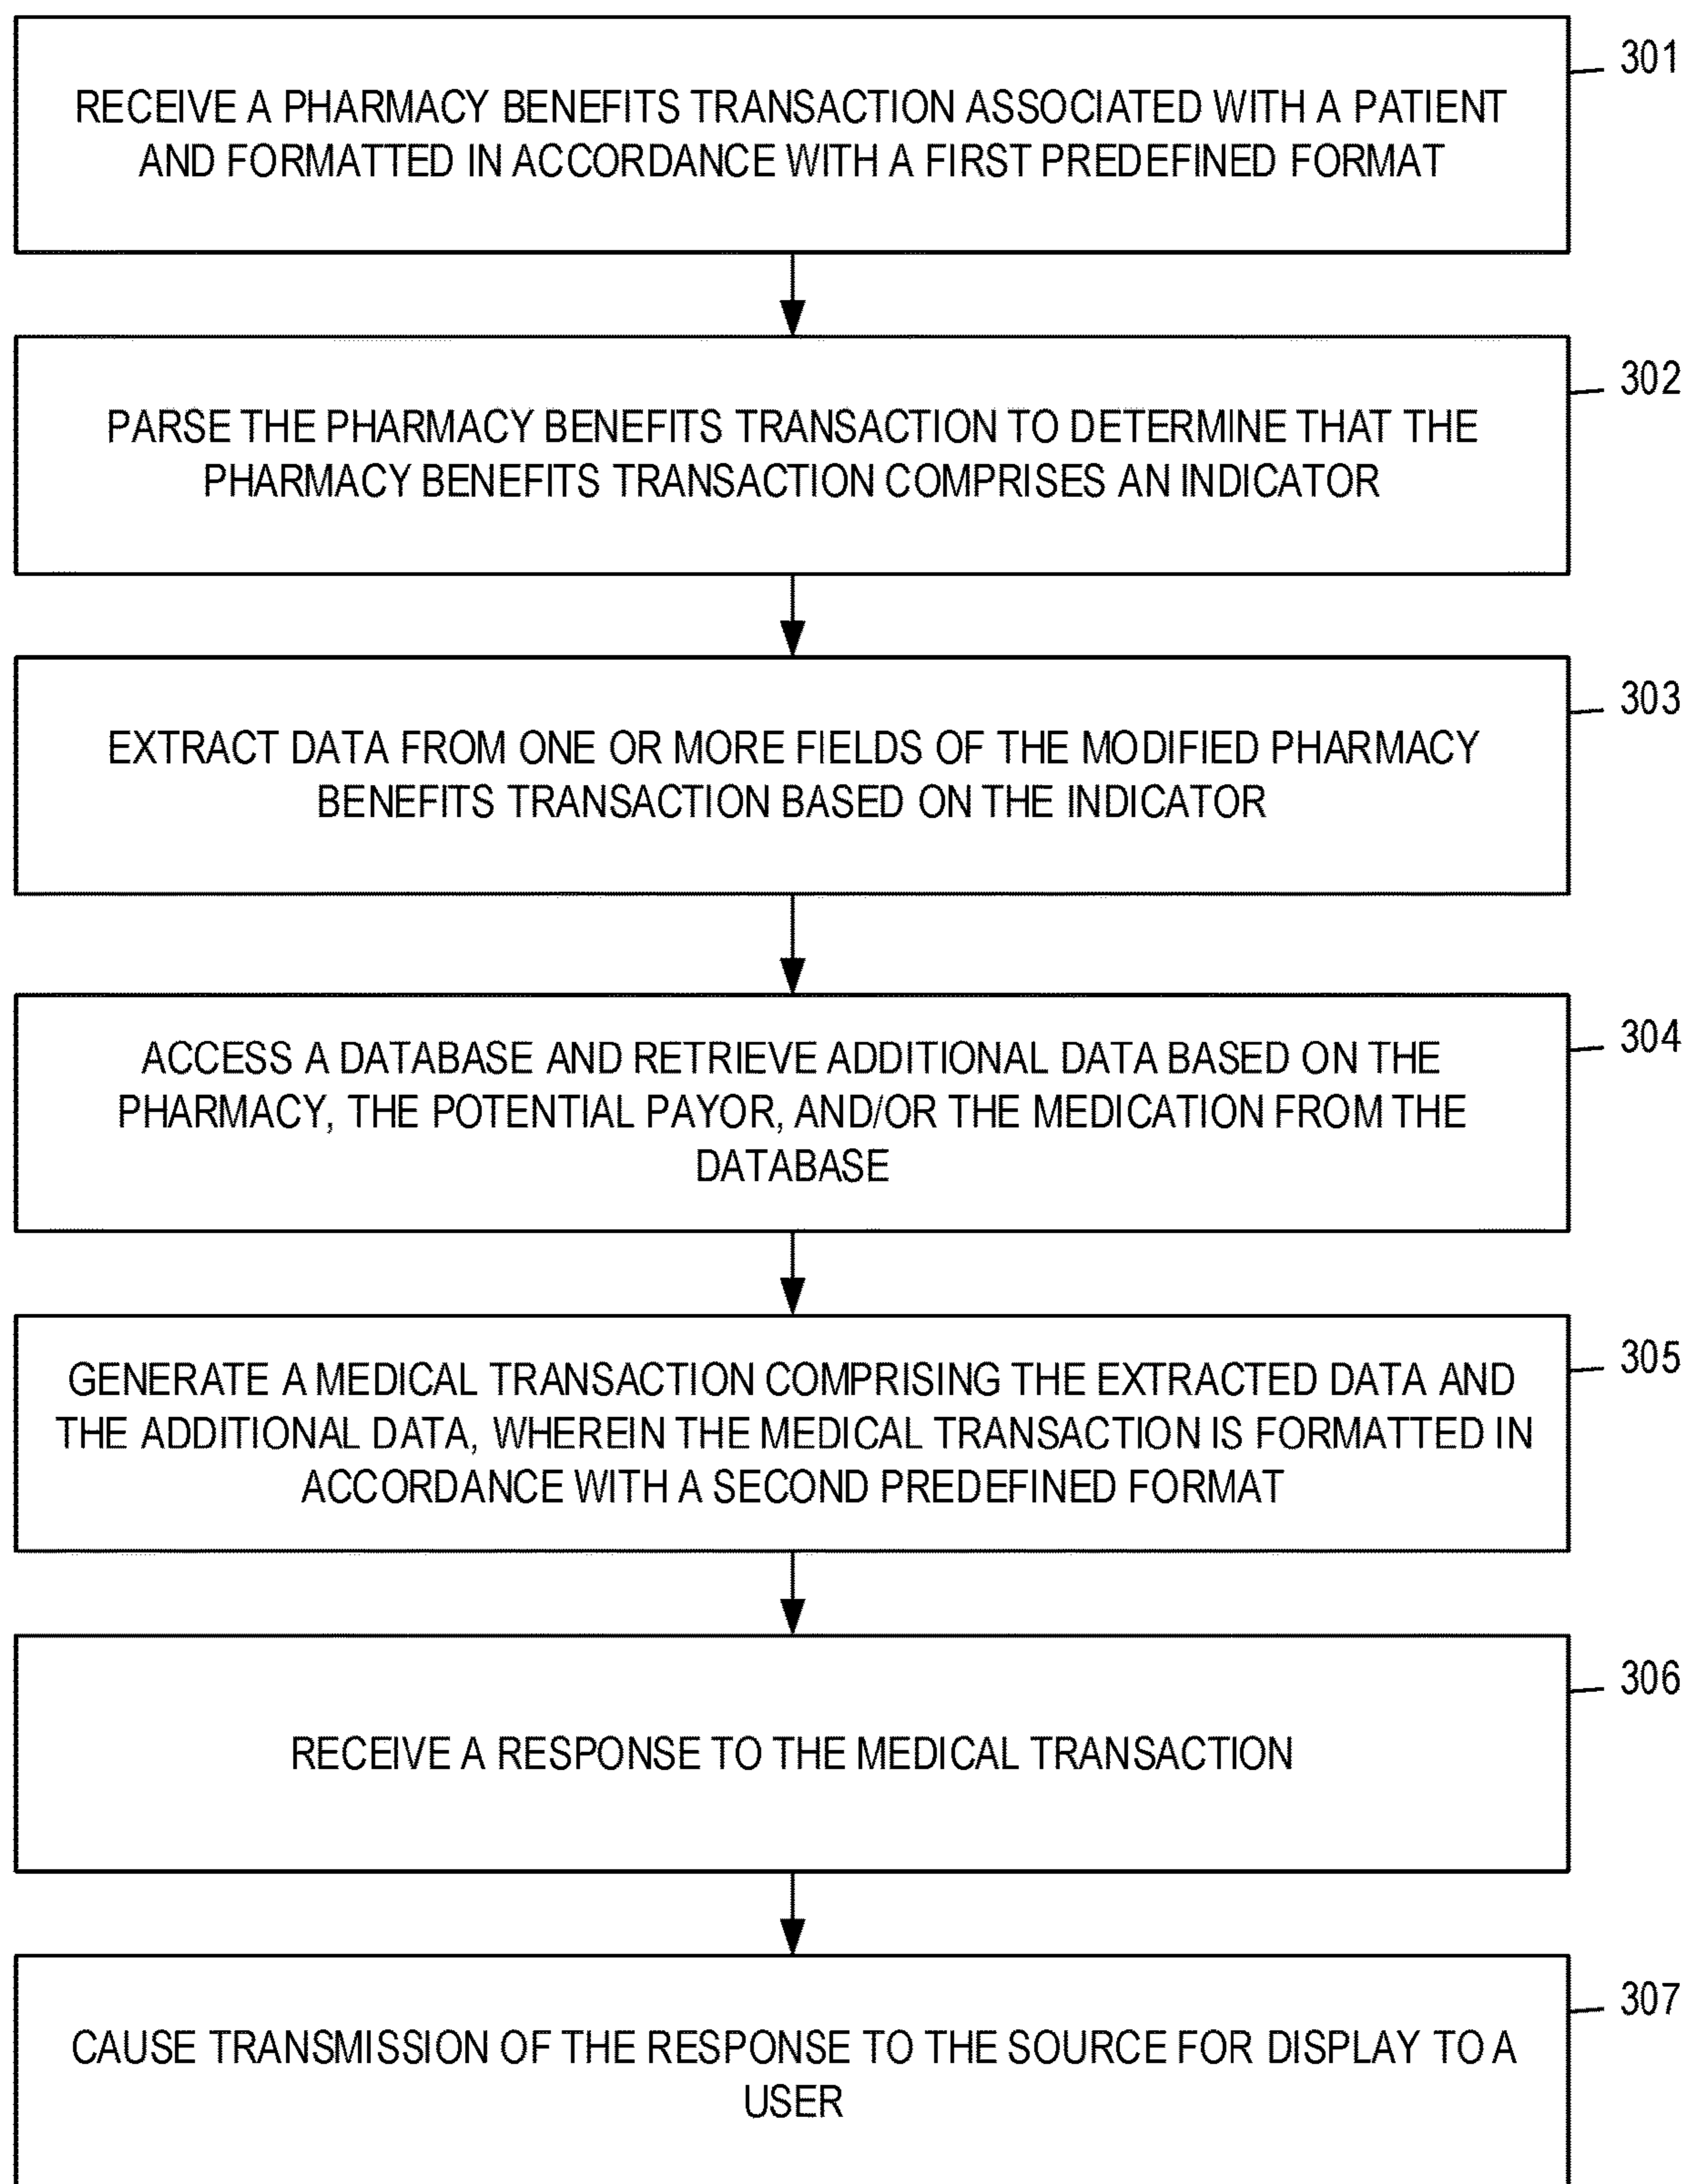 301
RECEIVE A PHARMACY BENEFITS TRANSACTION ASSOCIATED WITH A PATIENT
AND FORMATTED IN ACCORDANCE WITH A FIRST PREDEFINED FORMAT
302
PARSE THE PHARMACY BENEFITS TRANSACTION TO DETERMINE THAT THE
PHARMACY BENEFITS TRANSACTION COMPRISES AN INDICATOR
303
EXTRACT DATA FROM ONE OR MORE FIELDS OF THE MODIFIED PHARMACY
BENEFITS TRANSACTION BASED ON THE INDICATOR
304
ACCESS A DATABASE AND RETRIEVE ADDITIONAL DATA BASED ON THE
PHARMACY, THE POTENTIAL PAYOR, AND/OR THE MEDICATION FROM THE
DATABASE
305
GENERATE A MEDICAL TRANSACTION COMPRISING THE EXTRACTED DATA AND
THE ADDITIONAL DATA, WHEREIN THE MEDICAL TRANSACTION IS FORMATTED IN
ACCORDANCE WITH A SECOND PREDEFINED FORMAT
306
RECEIVE A RESPONSE TO THE MEDICAL TRANSACTION
307
CAUSE TRANSMISSION OF THE RESPONSE TO THE SOURCE FOR DISPLAY TO A
USER